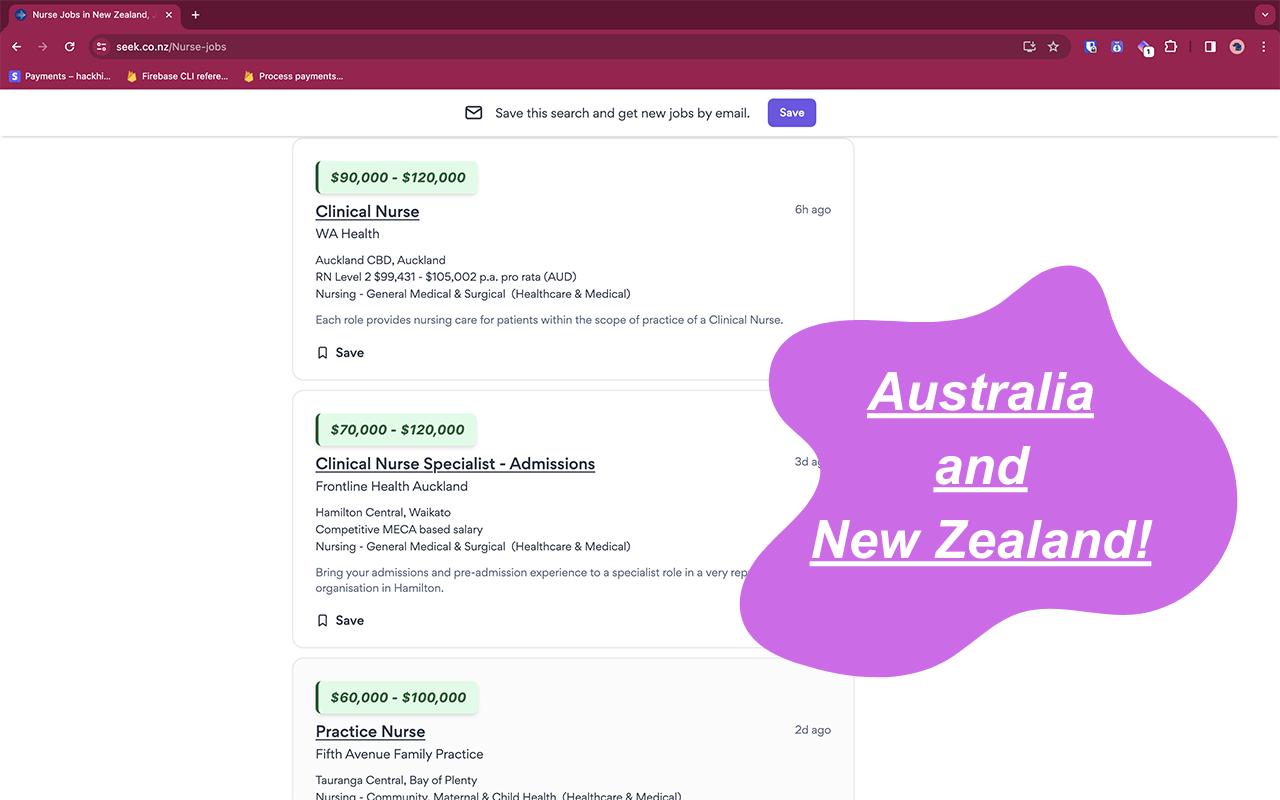 Nurse Jobs in New Zealand,
seek.co.nz/Nurse-jobs
1
S Payments – hackhi...
Firebase CLI refere...
Process payments...
Save this search and get new jobs by email.
Save
$90,000 - $120,000
Clinical Nurse
6h ago
WA Health
Auckland CBD, Auckland
RN Level 2 $99,431 - $105,002 p.a. pro rata (AUD)
Nursing - General Medical & Surgical (Healthcare & Medical)
Each role provides nursing care for patients within the scope of practice of a Clinical Nurse.
Save
$70,000 - $120,000
Clinical Nurse Specialist - Admissions
3d ag
Frontline Health Auckland
Hamilton Central, Waikato
Competitive MECA based salary
Nursing - General Medical & Surgical (Healthcare & Medical)
Bring your admissions and pre-admission experience to a specialist role in a very rep
organisation in Hamilton.
Save
Australia
and
New Zealand!
$60,000 - $100,000
Practice Nurse
2d ago
Fifth Avenue Family Practice
Tauranga Central, Bay of Plenty
Nursing - Community, Maternal & Child Health (Healthcare & Medical)